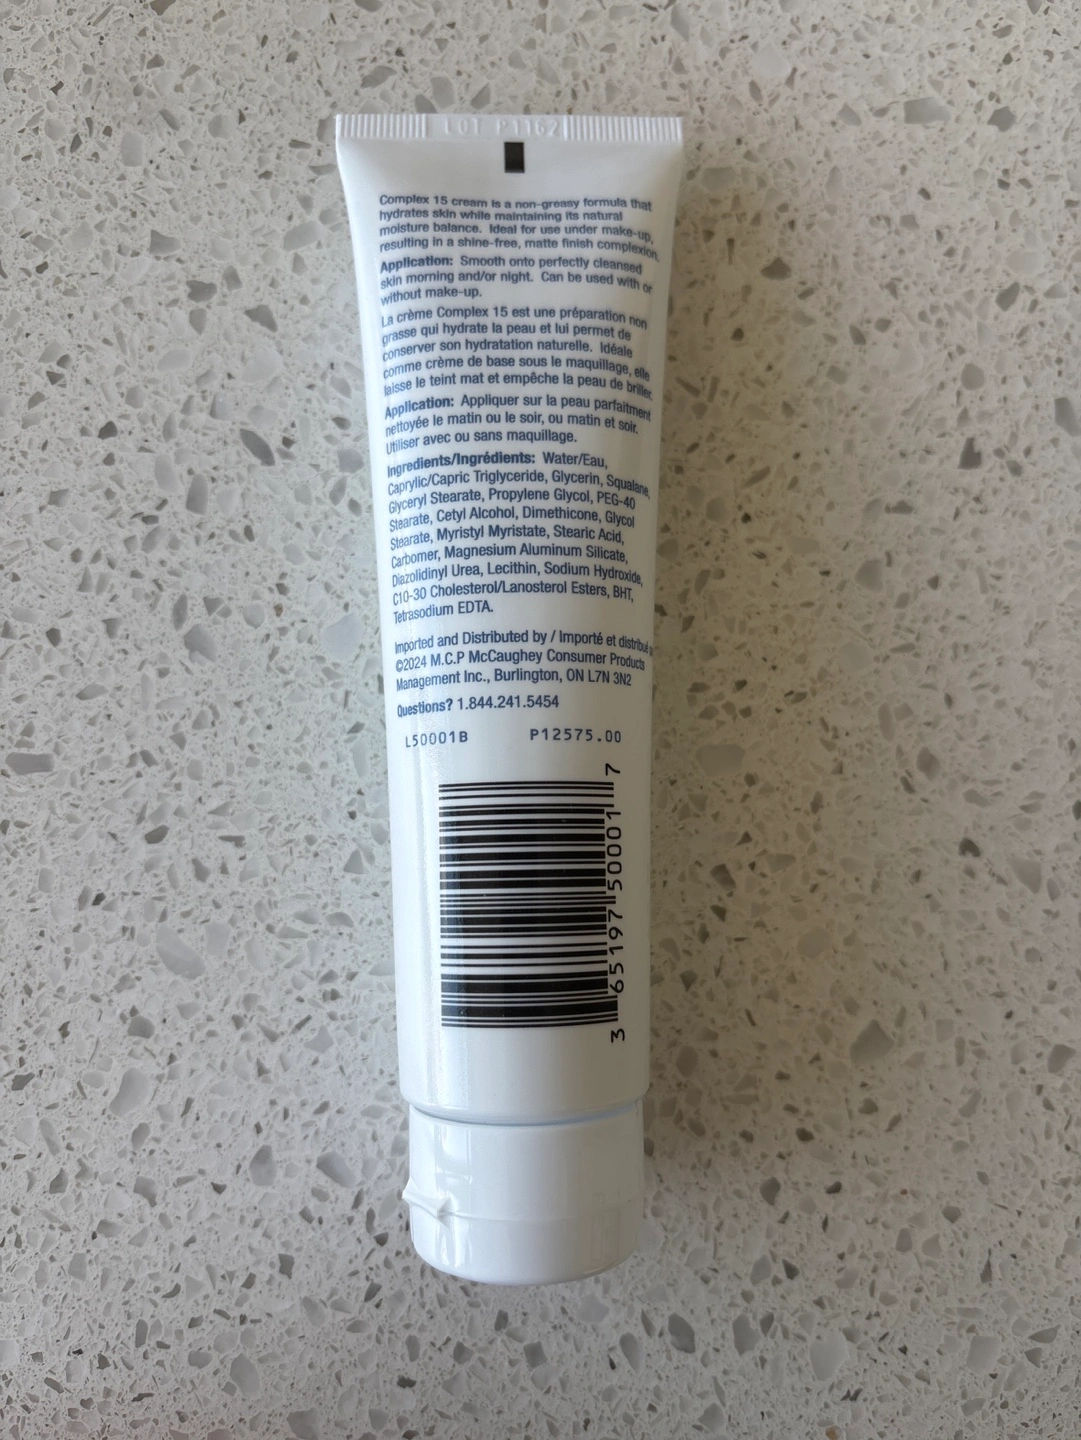 LOT P1162
Complex 15 cream is a non-greasy formula that
hydrates skin while maintaining its natural
moisture balance. Ideal for use under make-up,
resulting in a shine-free, matte finish complexion.
Application: Smooth onto perfectly cleansed
skin morning and/or night. Can be used with or
without make-up.
La crème Complex 15 est une préparation non
grasse qui hydrate la peau et lui permet de
conserver son hydratation naturelle. Idéale
comme crème de base sous le maquillage, elle
laisse le teint mat et empêche la peau de briller.
Application: Appliquer sur la peau parfaitment
nettoyée le matin ou le soir, ou matin et soir.
Utiliser avec ou sans maquillage.
Ingredients/Ingrédients: Water/Eau,
Caprylic/Capric Triglyceride, Glycerin, Squalane,
Glyceryl Stearate, Propylene Glycol, PEG-40
Stearate, Cetyl Alcohol, Dimethicone, Glycol
Stearate, Myristyl Myristate, Stearic Acid,
Carbomer, Magnesium Aluminum Silicate,
Diazolidinyl Urea, Lecithin, Sodium Hydroxide,
C10-30 Cholesterol/Lanosterol Esters, BHT,
Tetrasodium EDTA.
Imported and Distributed by / Importé et distribué
©2024 M.C.P McCaughey Consumer Products
Management Inc., Burlington, ON L7N 3N2
Questions? 1.844.241.5454
L50001B P12575.00
3 65197 50001 7